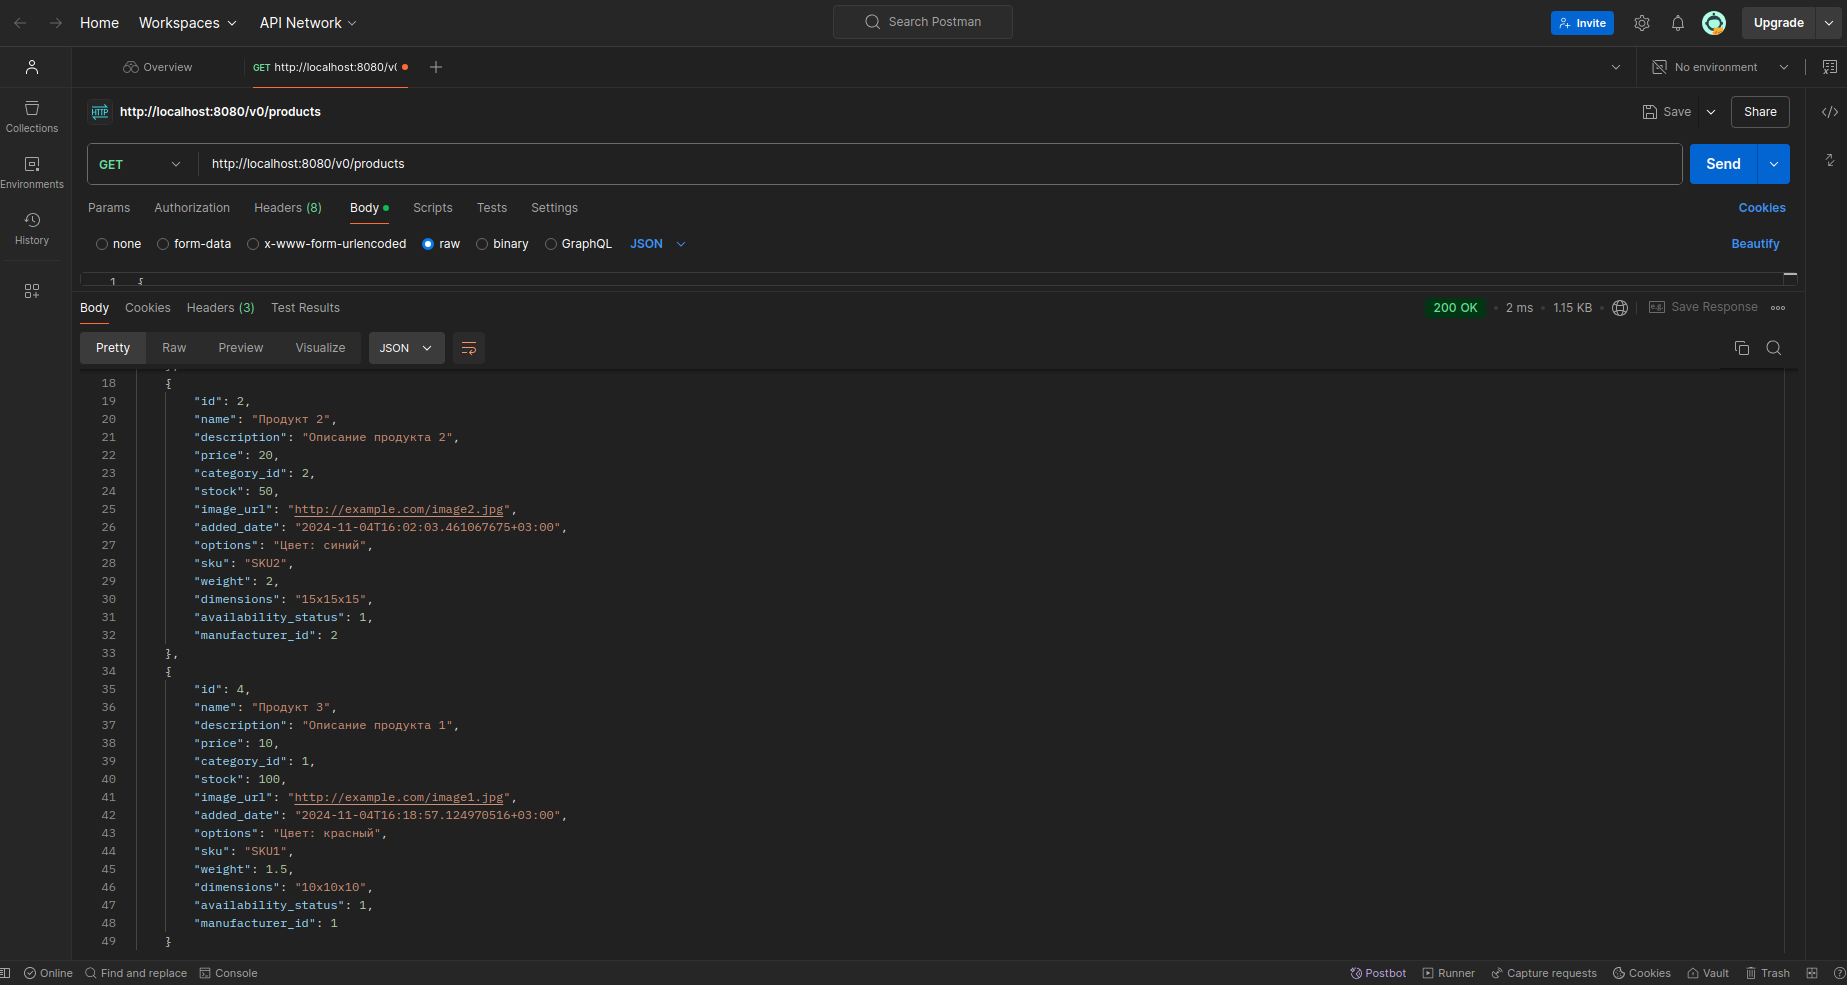 Home Workspaces API Network Search Postman Invite Upgrade
Overview GET http://localhost:8080/v( No environment
HTTP http://localhost:8080/v0/products Save Share
Collections
GET http://localhost:8080/v0/products Send
Environments
Params Authorization Headers (8) Body Scripts Tests Settings Cookies
History
none form-data x-www-form-urlencoded raw binary GraphQL JSON Beautify
1 {
Body Cookies Headers (3) Test Results 200 OK 2 ms 1.15 KB e.g. Save Response
Pretty Raw Preview Visualize JSON
18 {
19 "id": 2,
20 "name": "Продукт 2",
21 "description": "Описание продукта 2",
22 "price": 20,
23 "category_id": 2,
24 "stock": 50,
25 "image_url": "http://example.com/image2.jpg",
26 "added_date": "2024-11-04T16:02:03.461067675+03:00",
27 "options": "Цвет: синий",
28 "sku": "SKU2",
29 "weight": 2,
30 "dimensions": "15x15x15",
31 "availability_status": 1,
32 "manufacturer_id": 2
33 },
34 {
35 "id": 4,
36 "name": "Продукт 3",
37 "description": "Описание продукта 1",
38 "price": 10,
39 "category_id": 1,
40 "stock": 100,
41 "image_url": "http://example.com/image1.jpg",
42 "added_date": "2024-11-04T16:18:57.124970516+03:00",
43 "options": "Цвет: красный",
44 "sku": "SKU1",
45 "weight": 1.5,
46 "dimensions": "10x10x10",
47 "availability_status": 1,
48 "manufacturer_id": 1
49 }
Online Find and replace Console Postbot Runner Capture requests Cookies Vault Trash